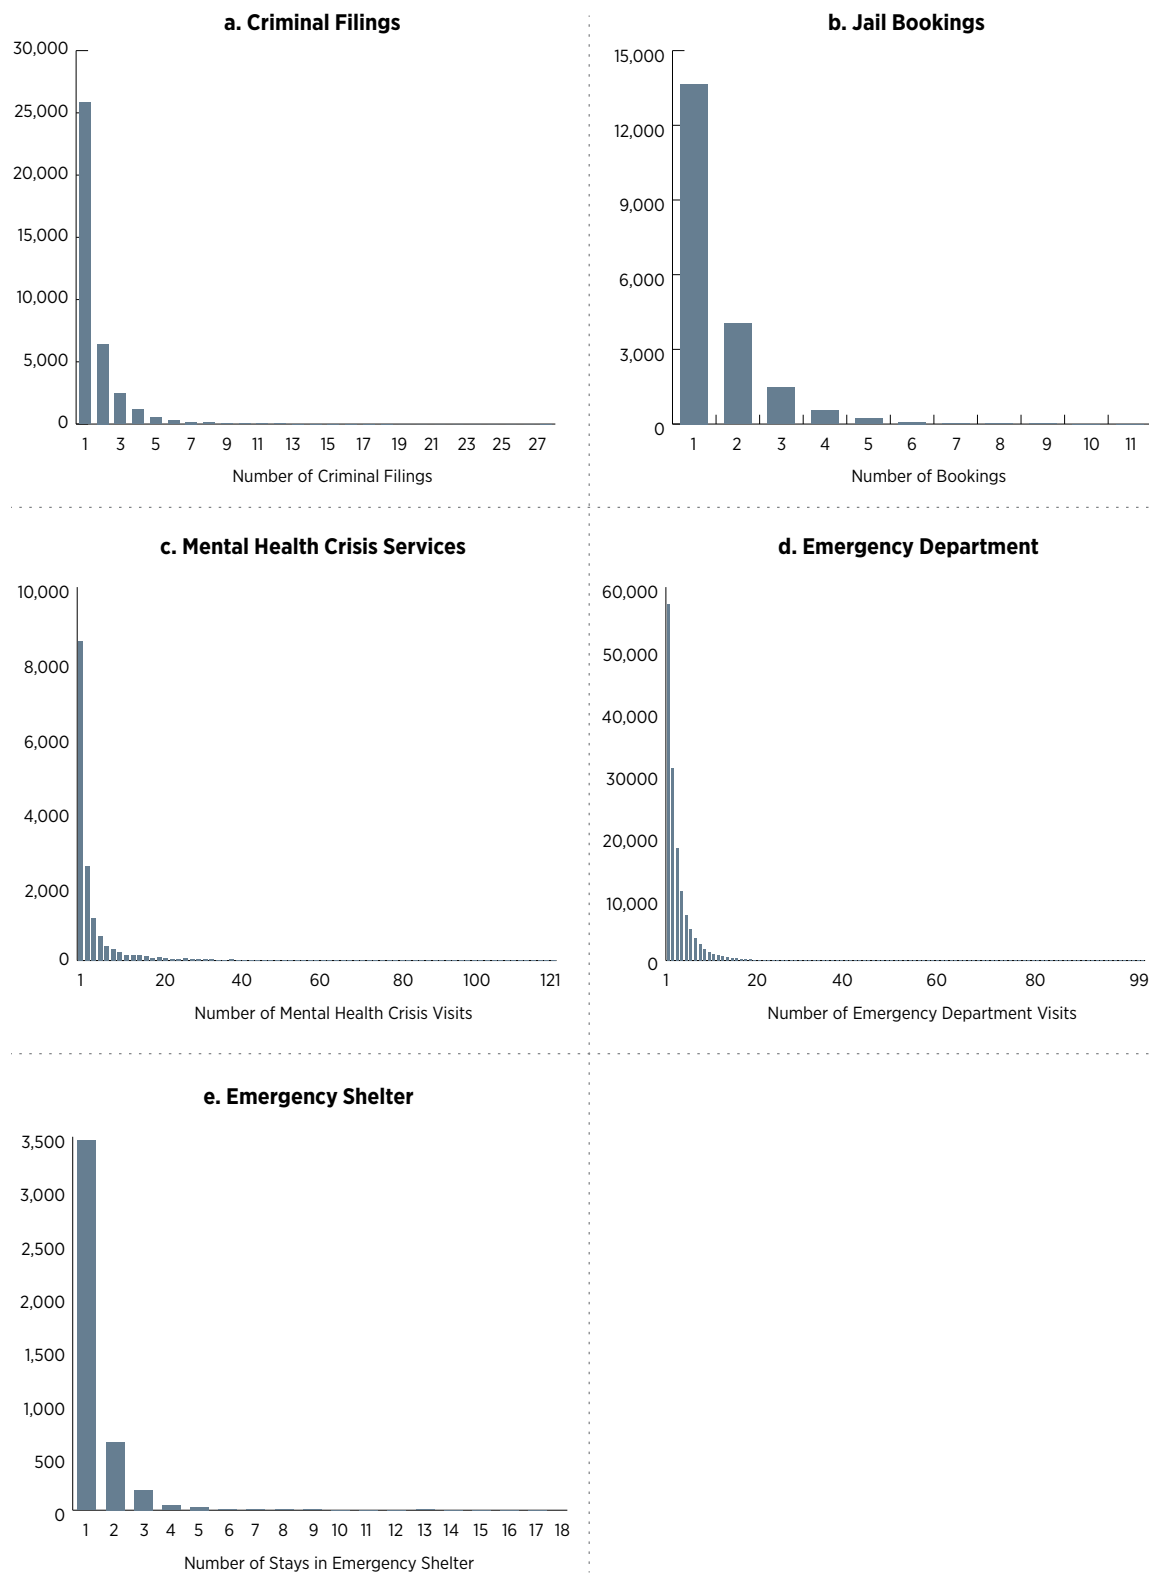 a. Criminal Filings
30,000
25,000
20,000
15,000
10,000
5,000
0
1 3 5 7 9 11 13 15 17 19 21 23 25 27
Number of Criminal Filings
b. Jail Bookings
15,000
12,000
9,000
6,000
3,000
0
1 2 3 4 5 6 7 8 9 10 11
Number of Bookings
c. Mental Health Crisis Services
10,000
8,000
6,000
4,000
2,000
0
1 20 40 60 80 100 121
Number of Mental Health Crisis Visits
d. Emergency Department
60,000
50,000
40,000
30000
20,000
10,000
0
1 20 40 60 80 99
Number of Emergency Department Visits
e. Emergency Shelter
3,500
3,000
2,500
2,000
1,500
1,000
500
0
1 2 3 4 5 6 7 8 9 10 11 12 13 14 15 16 17 18
Number of Stays in Emergency Shelter